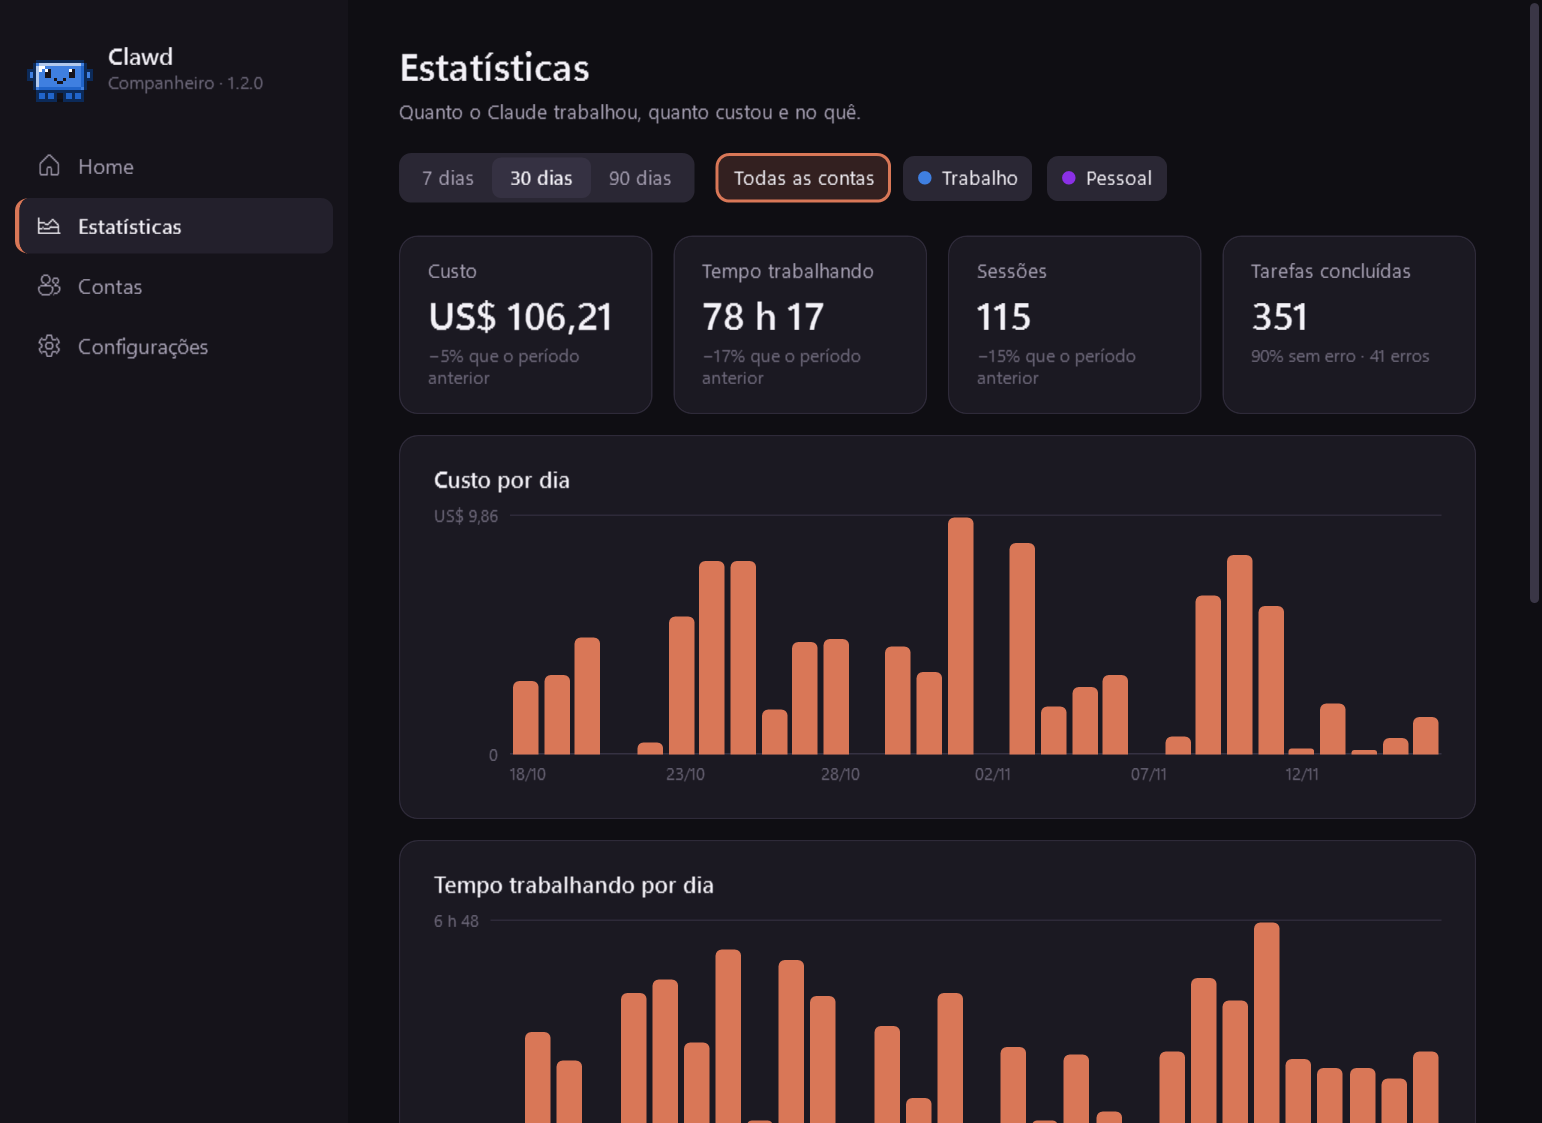 Clawd
Companheiro · 1.2.0
Home
Estatísticas
Contas
Configurações
Estatísticas
Quanto o Claude trabalhou, quanto custou e no quê.
7 dias
30 dias
90 dias
Todas as contas
Trabalho
Pessoal
Custo
US$ 106,21
−5% que o período
anterior
Tempo trabalhando
78 h 17
−17% que o período
anterior
Sessões
115
−15% que o período
anterior
Tarefas concluídas
351
90% sem erro · 41 erros
Custo por dia
US$ 9,86
0
18/10
23/10
28/10
02/11
07/11
12/11
Tempo trabalhando por dia
6 h 48